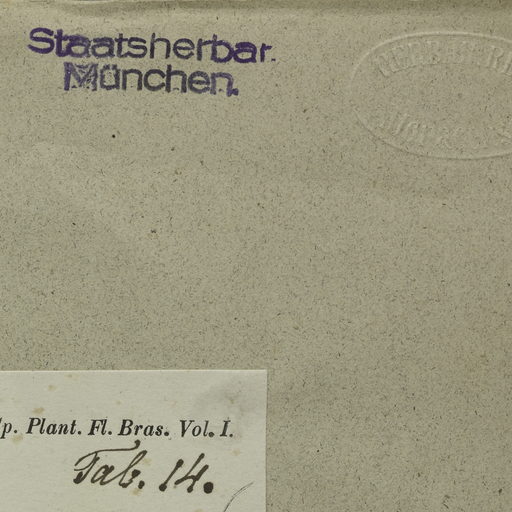 Staatsherbar.
München.
Plant. Fl. Bras. Vol. I.
Tab. 14.